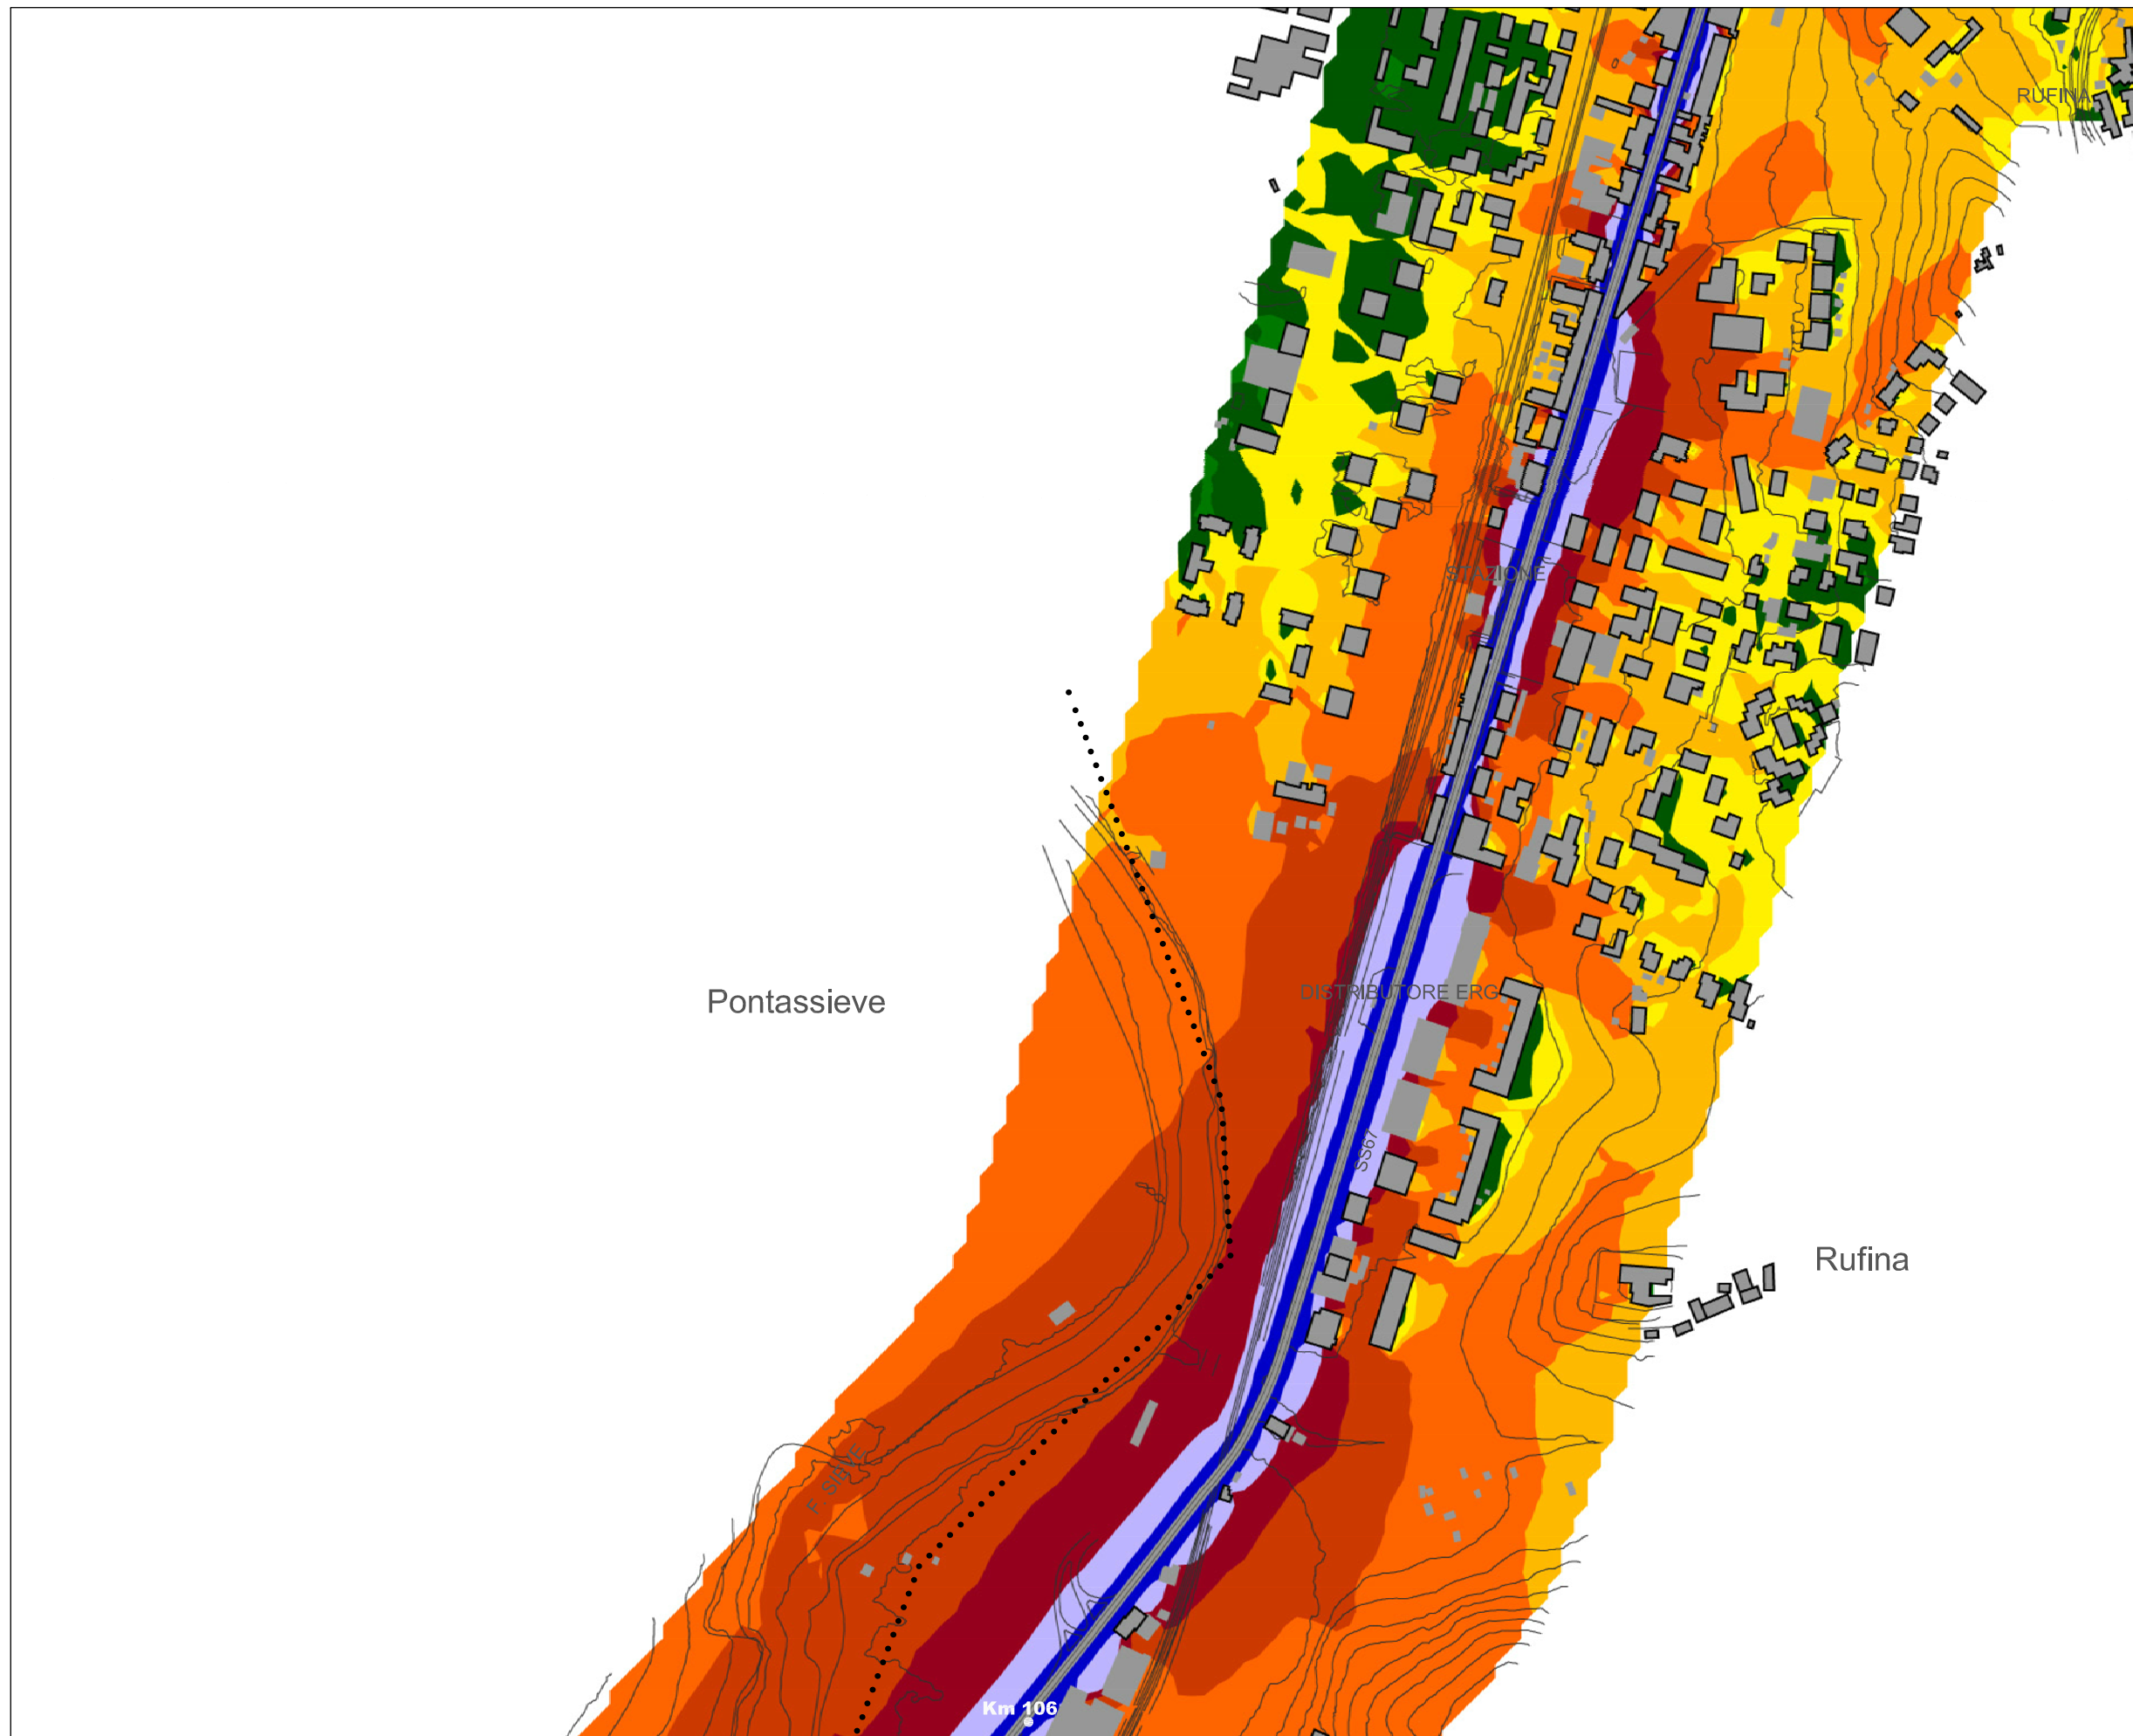 RUFINA
STAZIONE
DISTRIBUTORE ERG
Pontassieve
SS67
Rufina
F. SIEVE
Km 106